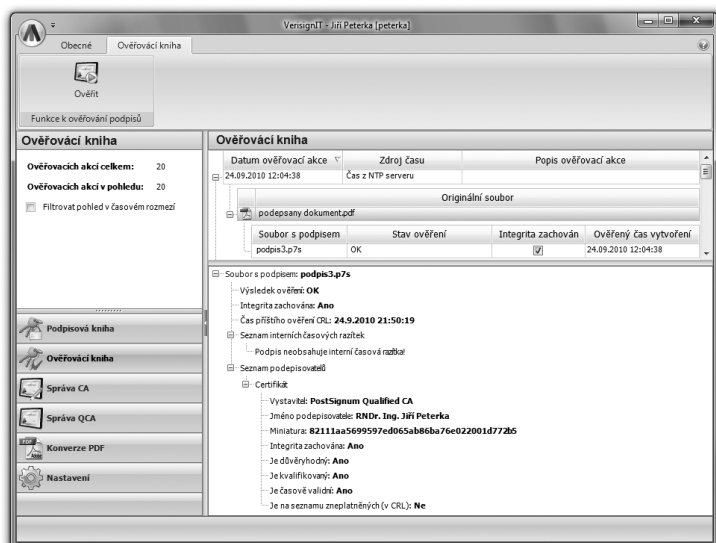 VerisignIT - Jiří Peterka [peterka]
Obecné
Ověřovací kniha
Ověřit
Funkce k ověřování podpisů
Ověřovácí kniha
Ověřovacích akcí celkem: 20
Ověřovacích akcí v pohledu: 20
Filtrovat pohled v časovém rozmezí
Podpisová kniha
Ověřovací kniha
Správa CA
Správa QCA
Konverze PDF
Nastavení
Ověřováci kniha
Datum ověřovací akce Zdroj času Popis ověřovací akce
24.09.2010 12:04:38 Čas z NTP serveru
Originální soubor
podepsany dokument.pdf
Soubor s podpisem Stav ověření Integrita zachován Ověřený čas vytvoření
podpis3.p7s OK 24.09.2010 12:04:38
Soubor s podpisem: podpis3.p7s
Výsledek ověření: OK
Integrita zachována: Ano
Čas příštího ověření CRL: 24.9.2010 21:50:19
Seznam interních časových razítek
Podpis neobsahuje interní časová razítka!
Seznam podepisovatelů
Certifikát
Vystavitel: PostSignum Qualified CA
Jméno podepisovatele: RNDr. Ing. Jiří Peterka
Miniatura: 82111aa5699597ed065ab86ba76e022001d772b5
Integrita zachována: Ano
Je důvěryhodný: Ano
Je kvalifikovaný: Ano
Je časově validní: Ano
Je na seznamu zneplatněných (v CRL): Ne